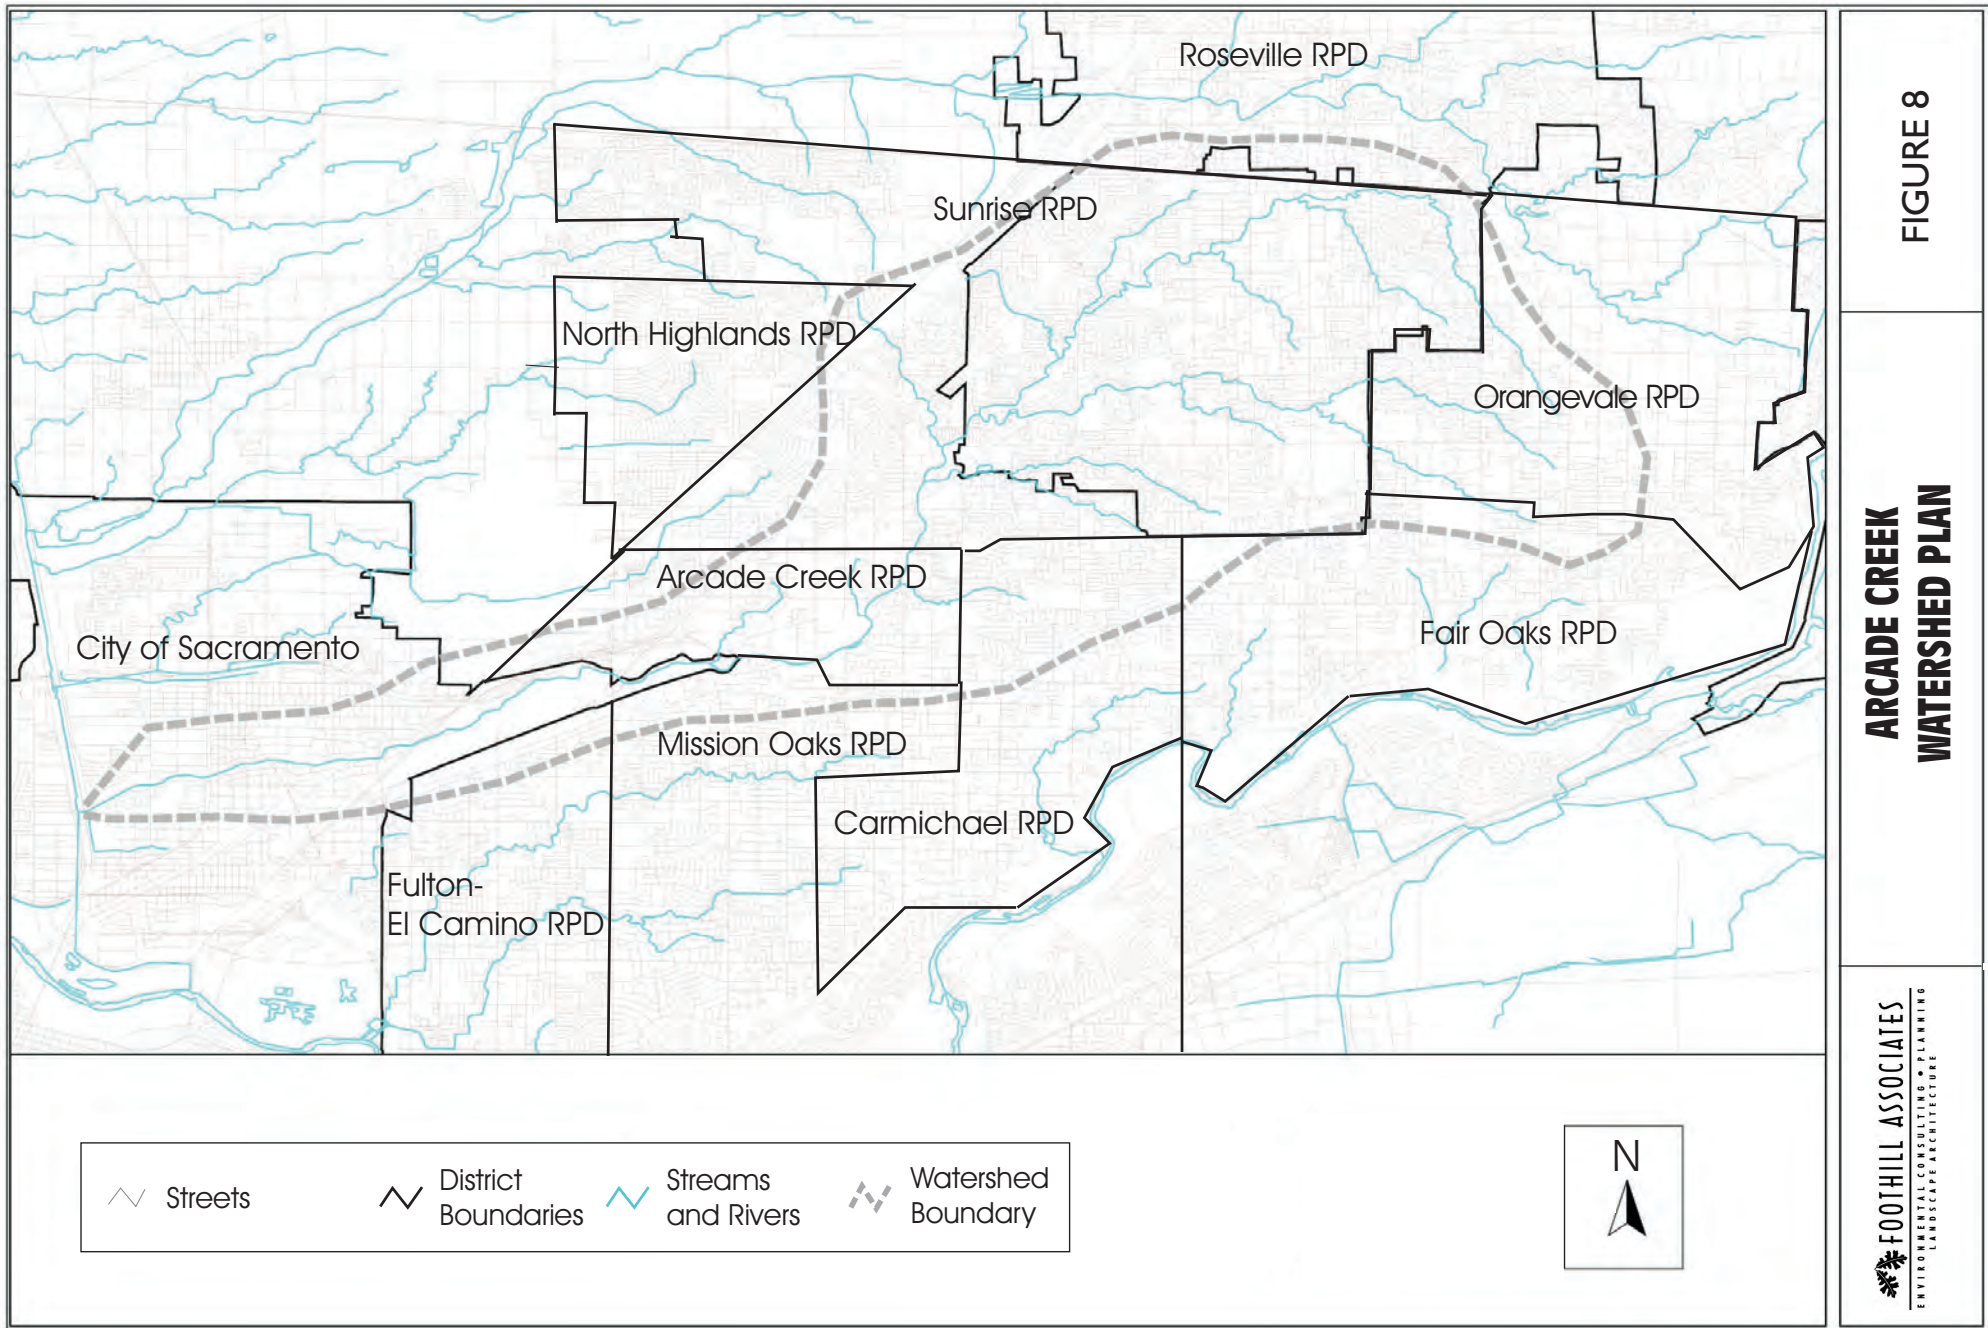 Roseville RPD
Sunrise RPD
North Highlands RPD
Orangevale RPD
Arcade Creek RPD
City of Sacramento
Fair Oaks RPD
Mission Oaks RPD
Carmichael RPD
Fulton-
El Camino RPD
Streets
District
Boundaries
Streams
and Rivers
Watershed
Boundary
N
FIGURE 8
ARCADE CREEK
WATERSHED PLAN
FOOTHILL ASSOCIATES
ENVIRONMENTAL CONSULTING • PLANNING
LANDSCAPE ARCHITECTURE